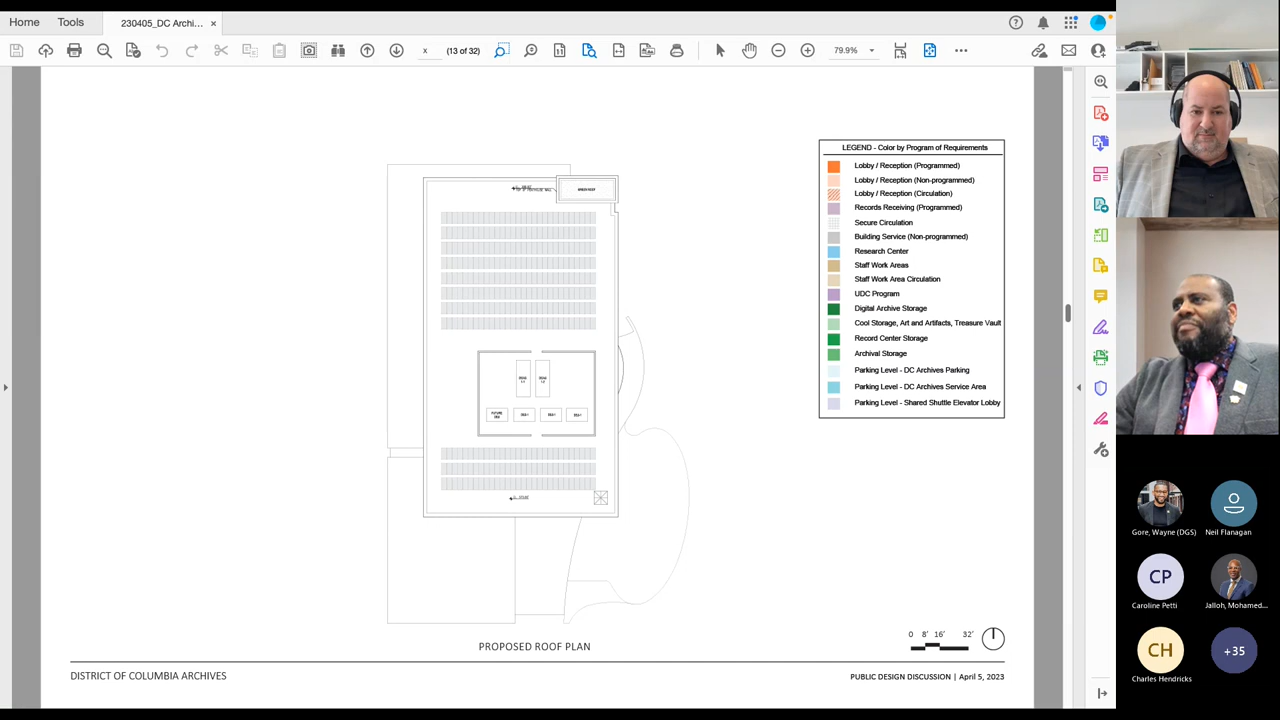 Home
Tools
230405_DC Archi...
×
(13 of 32)
79.9%
LEGEND - Color by Program of Requirements
Lobby / Reception (Programmed)
Lobby / Reception (Non-programmed)
Lobby / Reception (Circulation)
Records Receiving (Programmed)
Secure Circulation
Building Service (Non-programmed)
Research Center
Staff Work Areas
Staff Work Area Circulation
UDC Program
Digital Archive Storage
Cool Storage, Art and Artifacts, Treasure Vault
Record Center Storage
Archival Storage
Parking Level - DC Archives Parking
Parking Level - DC Archives Service Area
Parking Level - Shared Shuttle Elevator Lobby
0 8' 16' 32'
PROPOSED ROOF PLAN
DISTRICT OF COLUMBIA ARCHIVES
PUBLIC DESIGN DISCUSSION | April 5, 2023
Gore, Wayne (DGS)
Neil Flanagan
CP
Caroline Petti
Jalloh, Mohamed...
CH
Charles Hendricks
+35